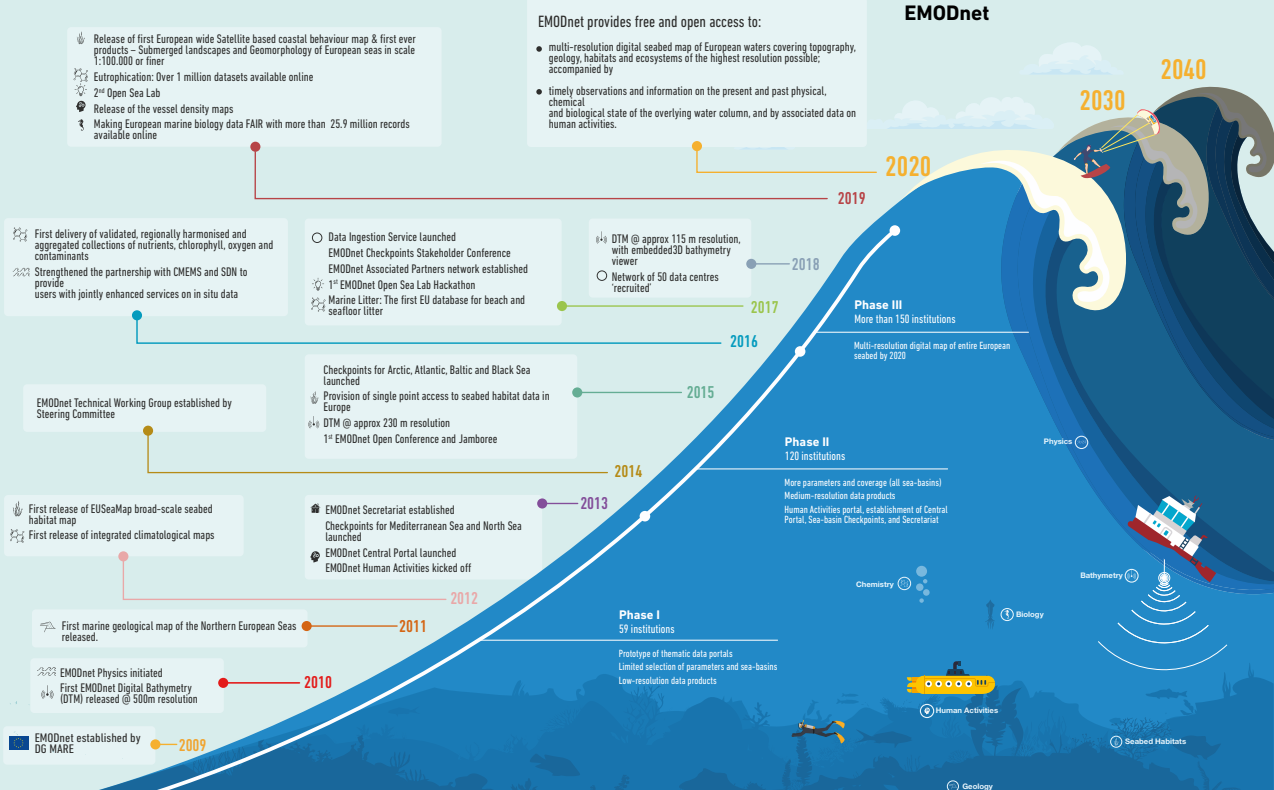 EMODnet
EMODnet provides free and open access to:
multi-resolution digital seabed map of European waters covering topography,
geology, habitats and ecosystems of the highest resolution possible;
accompanied by
timely observations and information on the present and past physical,
chemical
and biological state of the overlying water column, and by associated data on
human activities.
2040
2030
2020
Release of first European wide Satellite based coastal behaviour map & first ever
products – Submerged landscapes and Geomorphology of European seas in scale
1:100.000 or finer
Eutrophication: Over 1 million datasets available online
2nd Open Sea Lab
Release of the vessel density maps
Making European marine biology data FAIR with more than 25.9 million records
available online
2019
DTM @ approx 115 m resolution,
with embedded3D bathymetry
viewer
Network of 50 data centres
'recruited'
2018
Data Ingestion Service launched
EMODnet Checkpoints Stakeholder Conference
EMODnet Associated Partners network established
1st EMODnet Open Sea Lab Hackathon
Marine Litter: The first EU database for beach and
seafloor litter
2017
First delivery of validated, regionally harmonised and
aggregated collections of nutrients, chlorophyll, oxygen and
contaminants
Strengthened the partnership with CMEMS and SDN to
provide
users with jointly enhanced services on in situ data
2016
Checkpoints for Arctic, Atlantic, Baltic and Black Sea
launched
Provision of single point access to seabed habitat data in
Europe
DTM @ approx 230 m resolution
1st EMODnet Open Conference and Jamboree
2015
EMODnet Technical Working Group established by
Steering Committee
2014
EMODnet Secretariat established
Checkpoints for Mediterranean Sea and North Sea
launched
EMODnet Central Portal launched
EMODnet Human Activities kicked off
2013
First release of EUSeaMap broad-scale seabed
habitat map
First release of integrated climatological maps
2012
First marine geological map of the Northern European Seas
released.
2011
EMODnet Physics initiated
First EMODnet Digital Bathymetry
(DTM) released @ 500m resolution
2010
EMODnet established by
DG MARE
2009
Phase III
More than 150 institutions
Multi-resolution digital map of entire European
seabed by 2020
Phase II
120 institutions
More parameters and coverage (all sea-basins)
Medium-resolution data products
Human Activities portal, establishment of Central
Portal, Sea-basin Checkpoints, and Secretariat
Phase I
59 institutions
Prototype of thematic data portals
Limited selection of parameters and sea-basins
Low-resolution data products
Physics
Bathymetry
Chemistry
Biology
Human Activities
Seabed Habitats
Geology